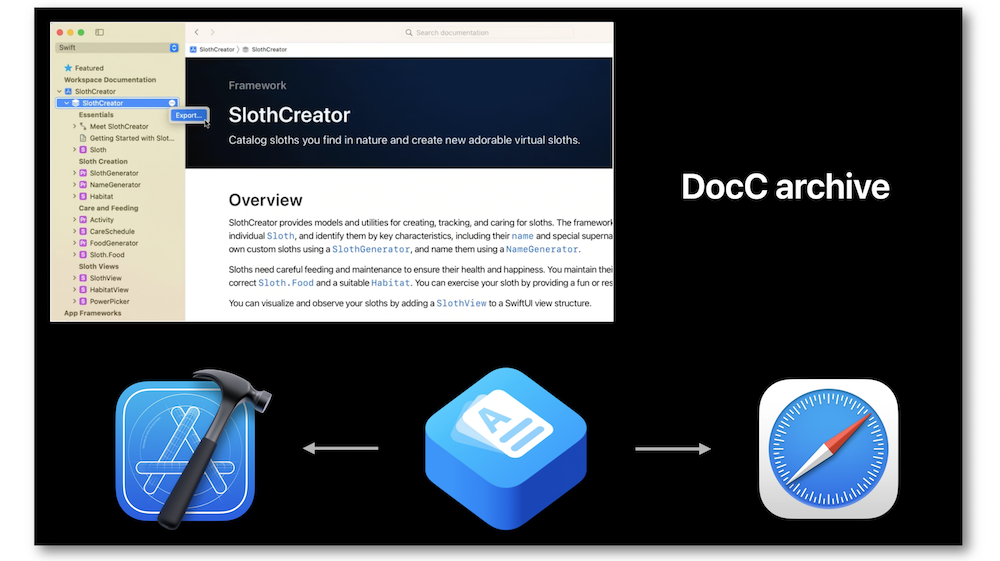 Search documentation
Swift
SlothCreator
SlothCreator
Featured
Workspace Documentation
SlothCreator
SlothCreator
Export...
Essentials
Meet SlothCreator
Getting Started with Slot...
Sloth
Sloth Creation
SlothGenerator
NameGenerator
Habitat
Care and Feeding
Activity
CareSchedule
FoodGenerator
Sloth.Food
Sloth Views
SlothView
HabitatView
PowerPicker
App Frameworks
Framework
SlothCreator
Catalog sloths you find in nature and create new adorable virtual sloths.
Overview
SlothCreator provides models and utilities for creating, tracking, and caring for sloths. The framework
individual Sloth, and identify them by key characteristics, including their name and special superna
own custom sloths using a SlothGenerator, and name them using a NameGenerator.
Sloths need careful feeding and maintenance to ensure their health and happiness. You maintain thei
correct Sloth.Food and a suitable Habitat. You can exercise your sloth by providing a fun or res
You can visualize and observe your sloths by adding a SlothView to a SwiftUI view structure.
DocC archive